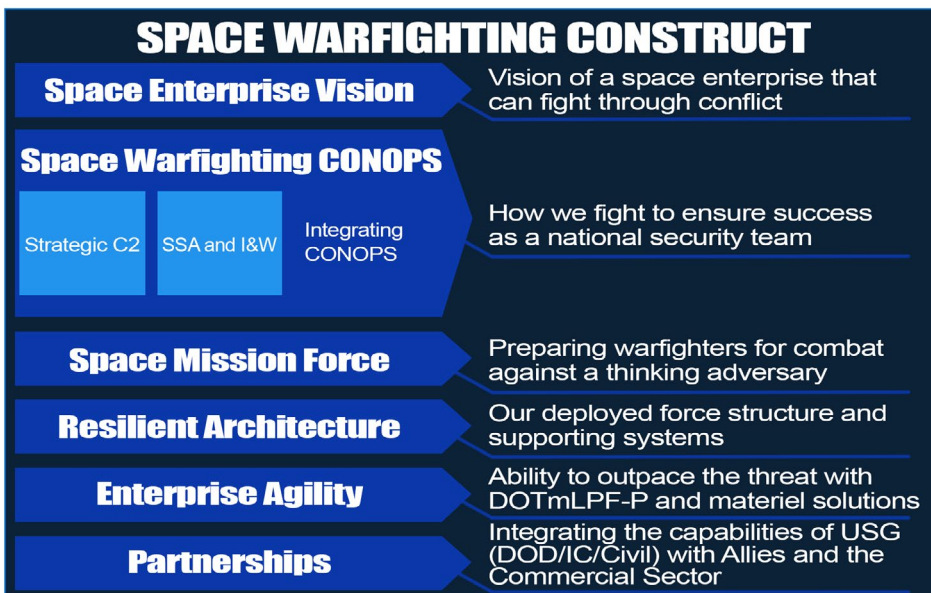 SPACE WARFIGHTING CONSTRUCT
Space Enterprise Vision
Vision of a space enterprise that
can fight through conflict
Space Warfighting CONOPS
Strategic C2
SSA and I&W
Integrating
CONOPS
How we fight to ensure success
as a national security team
Space Mission Force
Preparing warfighters for combat
against a thinking adversary
Resilient Architecture
Our deployed force structure and
supporting systems
Enterprise Agility
Ability to outpace the threat with
DOTmLPF-P and materiel solutions
Partnerships
Integrating the capabilities of USG
(DOD/IC/Civil) with Allies and the
Commercial Sector